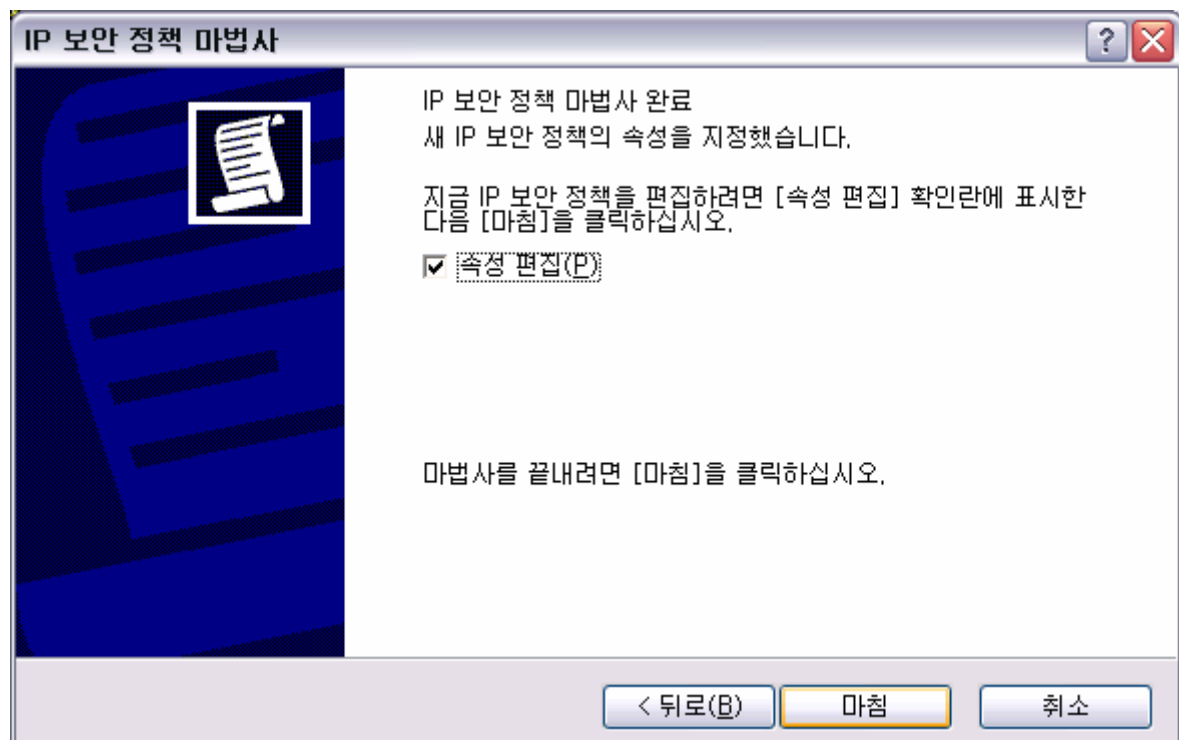 IP 보안 정책 마법사
IP 보안 정책 마법사 완료
새 IP 보안 정책의 속성을 지정했습니다.
지금 IP 보안 정책을 편집하려면 [속성 편집] 확인란에 표시한
다음 [마침]을 클릭하십시오.
속성 편집(P)
마법사를 끝내려면 [마침]을 클릭하십시오.
< 뒤로(B)
마침
취소